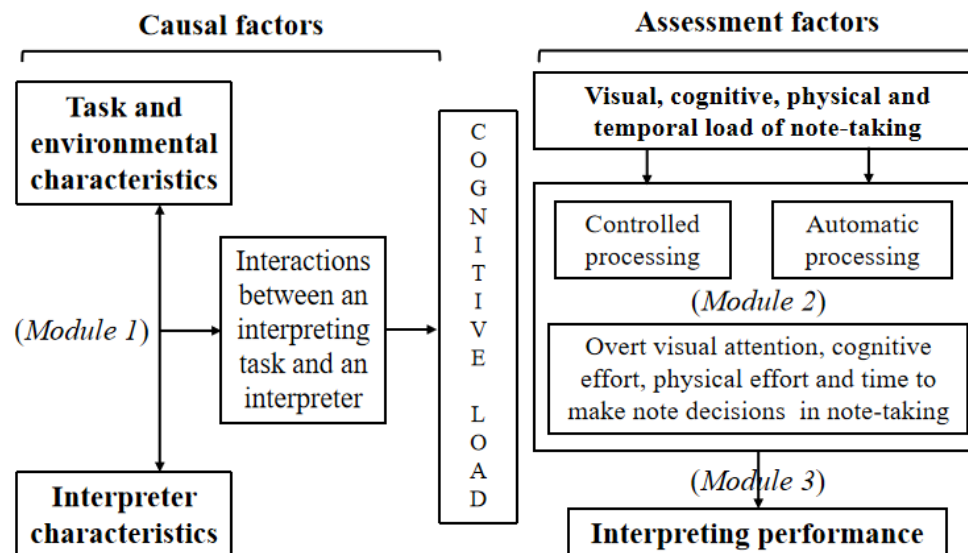 Causal factors
Task and
environmental
characteristics
(Module 1)
Interactions
between an
interpreting
task and an
interpreter
Interpreter
characteristics
COGNITIVE LOAD
Assessment factors
Visual, cognitive, physical and
temporal load of note-taking
Controlled
processing
Automatic
processing
(Module 2)
Overt visual attention, cognitive
effort, physical effort and time to
make note decisions in note-taking
(Module 3)
Interpreting performance